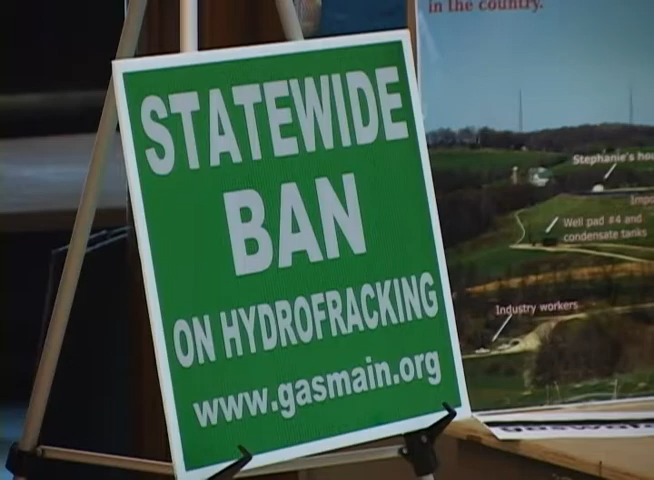 STATEWIDE
BAN
ON HYDROFRACKING
www.gasmain.org
in the country.
Stephanie's
Well pad #4 and
condensate tanks
Industry workers